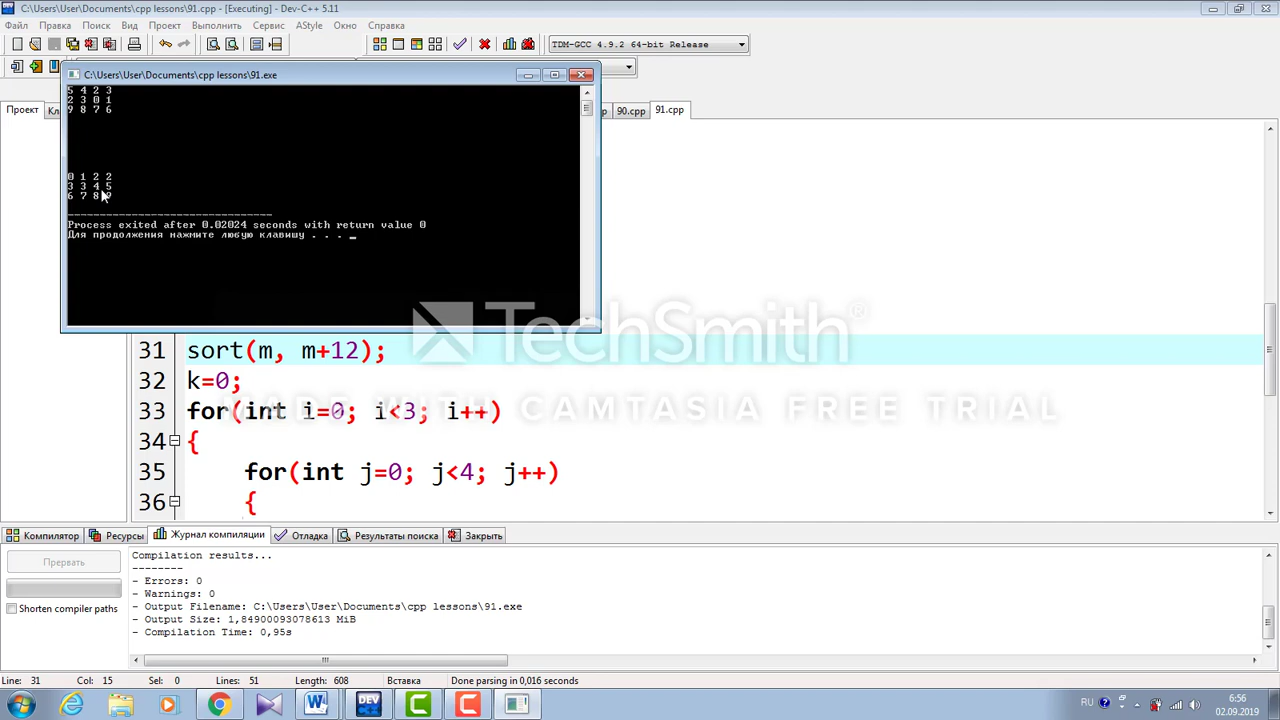 C:\Users\User\Documents\cpp lessons\91.cpp - [Executing] - Dev-C++ 5.11
Файл Правка Поиск Вид Проект Выполнить Сервис AStyle Окно Справка
TDM-GCC 4.9.2 64-bit Release
C:\Users\User\Documents\cpp lessons\91.exe
Проект
90.cpp 91.cpp
5 4 2 3
2 3 0 1
9 8 7 6
0 1 2 2
3 3 4 5
6 7 8 9
--------------------------------
Process exited after 0.02024 seconds with return value 0
Для продолжения нажмите любую клавишу . . . _
TechSmith®
MADE WITH CAMTASIA FREE TRIAL
31 sort(m, m+12);
32 k=0;
33 for(int i=0; i<3; i++)
34 {
35 for(int j=0; j<4; j++)
36 {
Компилятор Ресурсы Журнал компиляции Отладка Результаты поиска Закрыть
Прервать
Shorten compiler paths
Compilation results...
--------
- Errors: 0
- Warnings: 0
- Output Filename: C:\Users\User\Documents\cpp lessons\91.exe
- Output Size: 1,84900093078613 MiB
- Compilation Time: 0,95s
Line: 31 Col: 15 Sel: 0 Lines: 51 Length: 608 Вставка Done parsing in 0,016 seconds
DEV
RU
6:56
02.09.2019